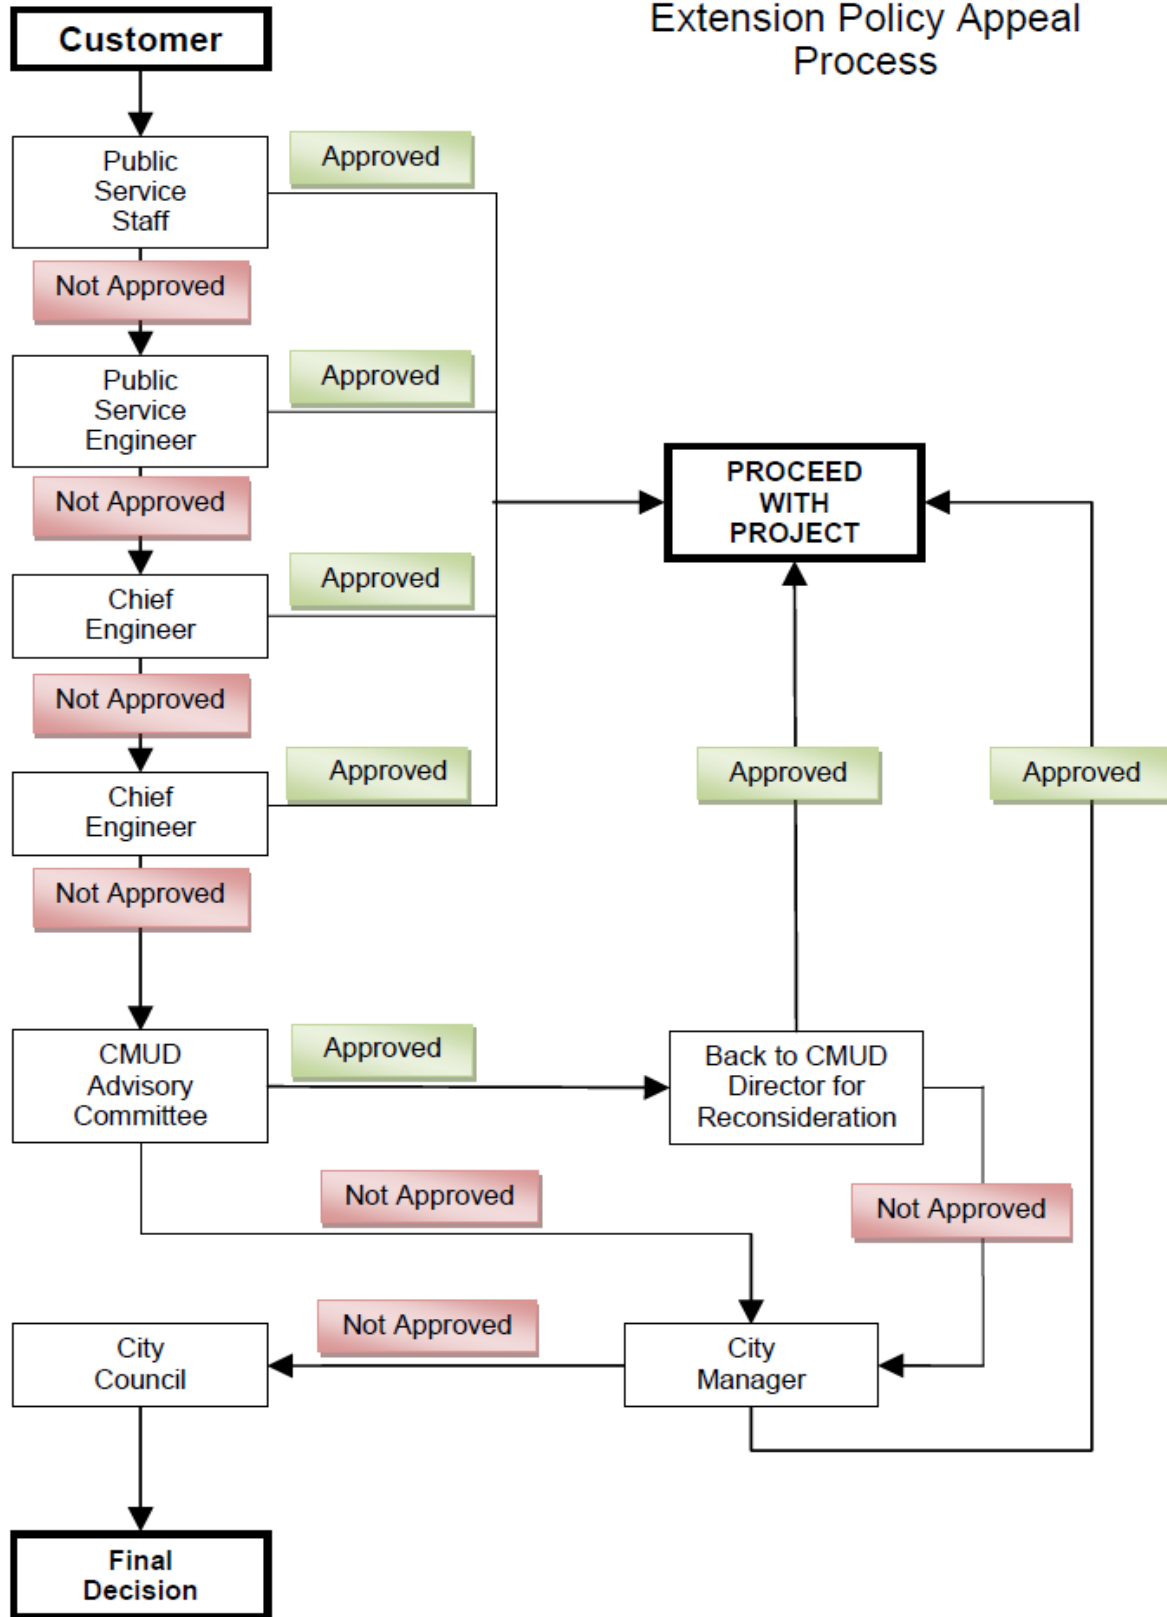 Extension Policy Appeal
Process
Customer
Public
Service
Staff
Approved
Not Approved
Public
Service
Engineer
Approved
Not Approved
Chief
Engineer
Approved
Not Approved
Chief
Engineer
Approved
Not Approved
PROCEED
WITH
PROJECT
Approved
Approved
CMUD
Advisory
Committee
Approved
Back to CMUD
Director for
Reconsideration
Not Approved
Not Approved
City
Council
Not Approved
City
Manager
Final
Decision